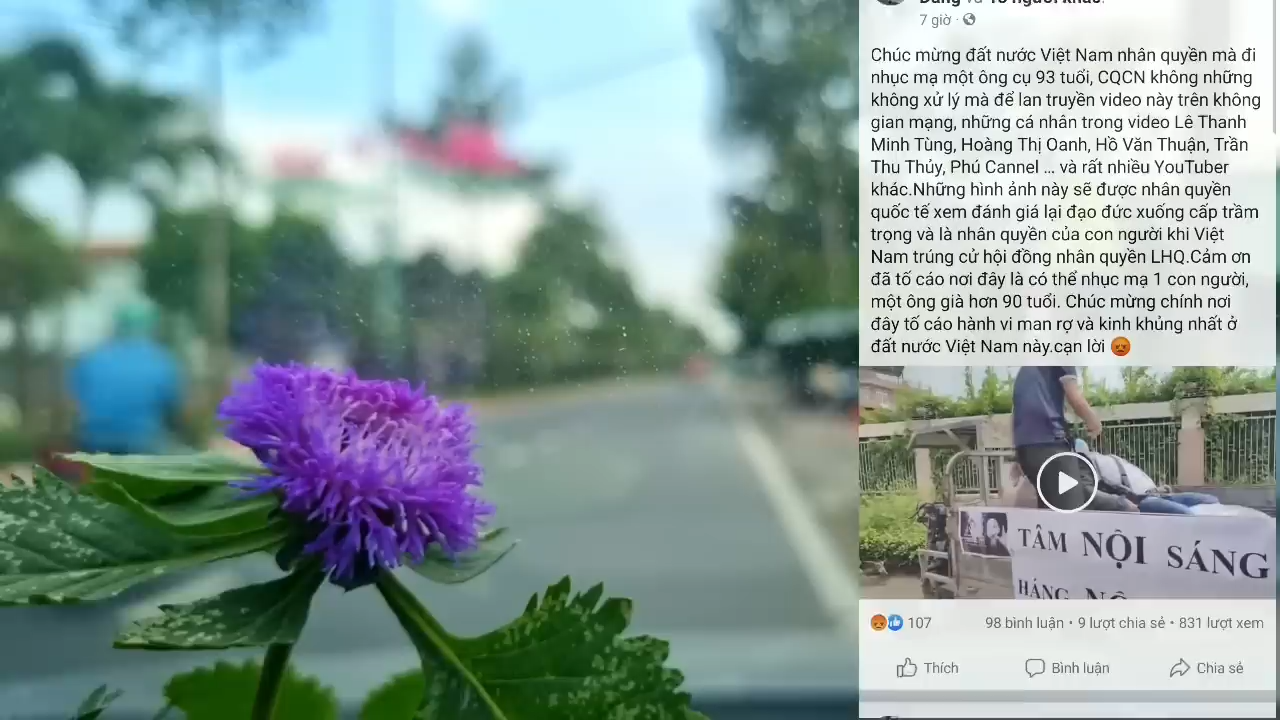 7 giờ
Chúc mừng đất nước Việt Nam nhân quyền mà đi
nhục mạ một ông cụ 93 tuổi, CQCN không những
không xử lý mà để lan truyền video này trên không
gian mạng, những cá nhân trong video Lê Thanh
Minh Tùng, Hoàng Thị Oanh, Hồ Văn Thuận, Trần
Thu Thủy, Phú Cannel ... và rất nhiều YouTuber
khác.Những hình ảnh này sẽ được nhân quyền
quốc tế xem đánh giá lại đạo đức xuống cấp trầm
trọng và là nhân quyền của con người khi Việt
Nam trúng cử hội đồng nhân quyền LHQ.Cảm ơn
đã tố cáo nơi đây là có thể nhục mạ 1 con người,
một ông già hơn 90 tuổi. Chúc mừng chính nơi
đây tố cáo hành vi man rợ và kinh khủng nhất ở
đất nước Việt Nam này.cạn lời
TÂM NỘI SÁNG
107
98 bình luận • 9 lượt chia sẻ • 831 lượt xem
Thích
Bình luận
Chia sẻ